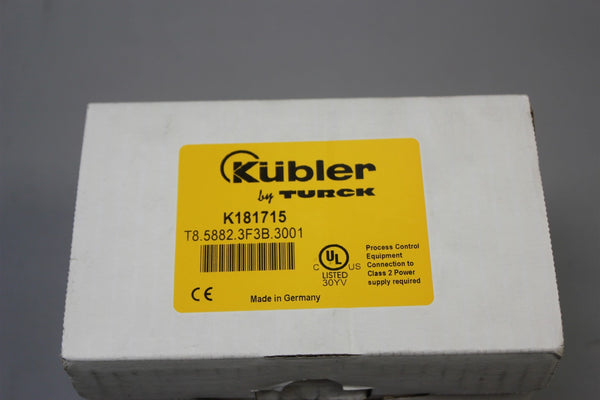 Kübler
by TURCK
K181715
T8.5882.3F3B.3001
C UL US
LISTED
30YV
Process Control
Equipment
Connection to
Class 2 Power
supply required
CE
Made in Germany